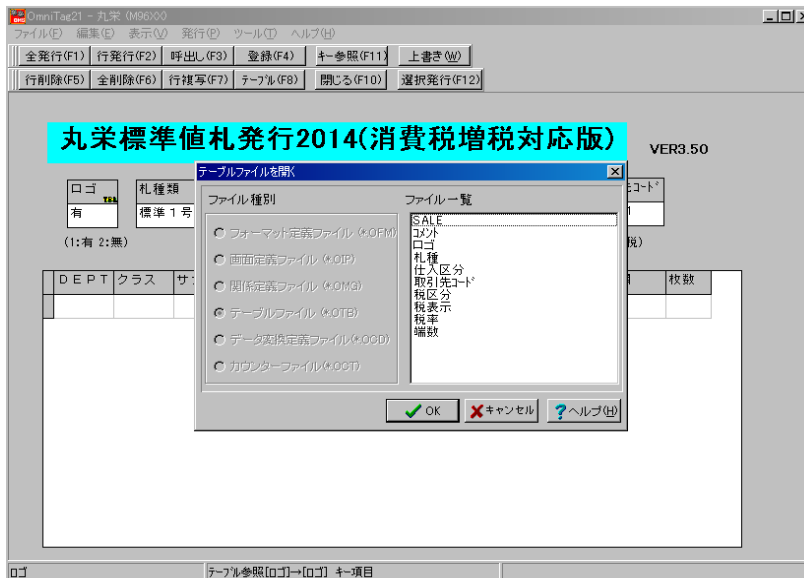 OmniTag21 - 丸栄 (M96)00
ファイル(F) 編集(E) 表示(V) 発行(P) ツール(T) ヘルプ(H)
全発行(F1) 行発行(F2) 呼出し(F3) 登録(F4) キー参照(F11) 上書き(W)
行削除(F5) 全削除(F6) 行複写(F7) テーブル(F8) 閉じる(F10) 選択発行(F12)
丸栄標準値札発行2014(消費税増税対応版)
VER3.50
ロゴ
TBL
札種類
有
標準1号
(1:有 2:無)
テーブルファイルを開く
ファイル種別
フォーマット定義ファイル (*.OFM)
画面定義ファイル (*.OIP)
関係定義ファイル (*.OMG)
テーブルファイル (*.OTB)
データ変換定義ファイル(*.OCD)
カウンターファイル(*.OCT)
ファイル一覧
SALE
コメント
ロゴ
札種
仕入区分
取引先コード
税区分
税表示
税率
端数
OK キャンセル ヘルプ(H)
DEPT クラス
枚数
ロゴ
テーブル参照[ロゴ]→[ロゴ] キー項目